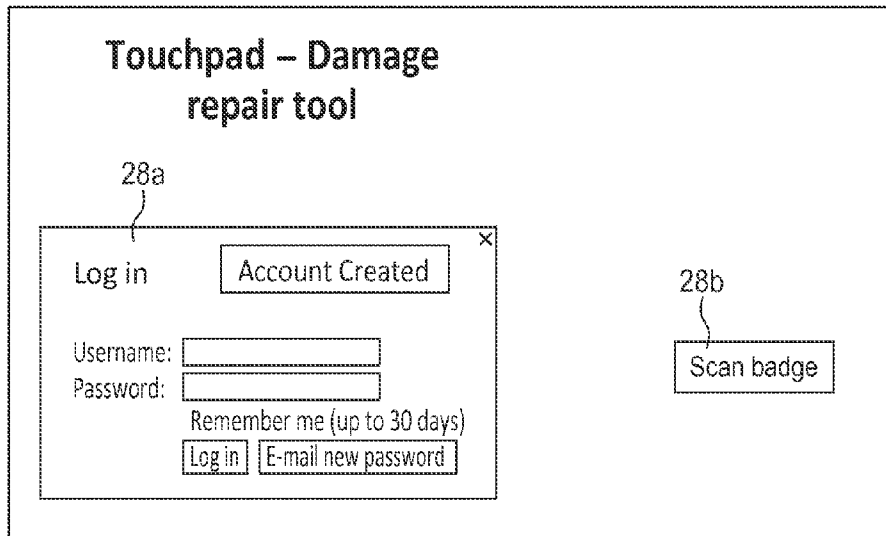 Touchpad – Damage
repair tool
28a
×
Log in
Account Created
28b
Username:
Password:
Scan badge
Remember me (up to 30 days)
Log in
E-mail new password